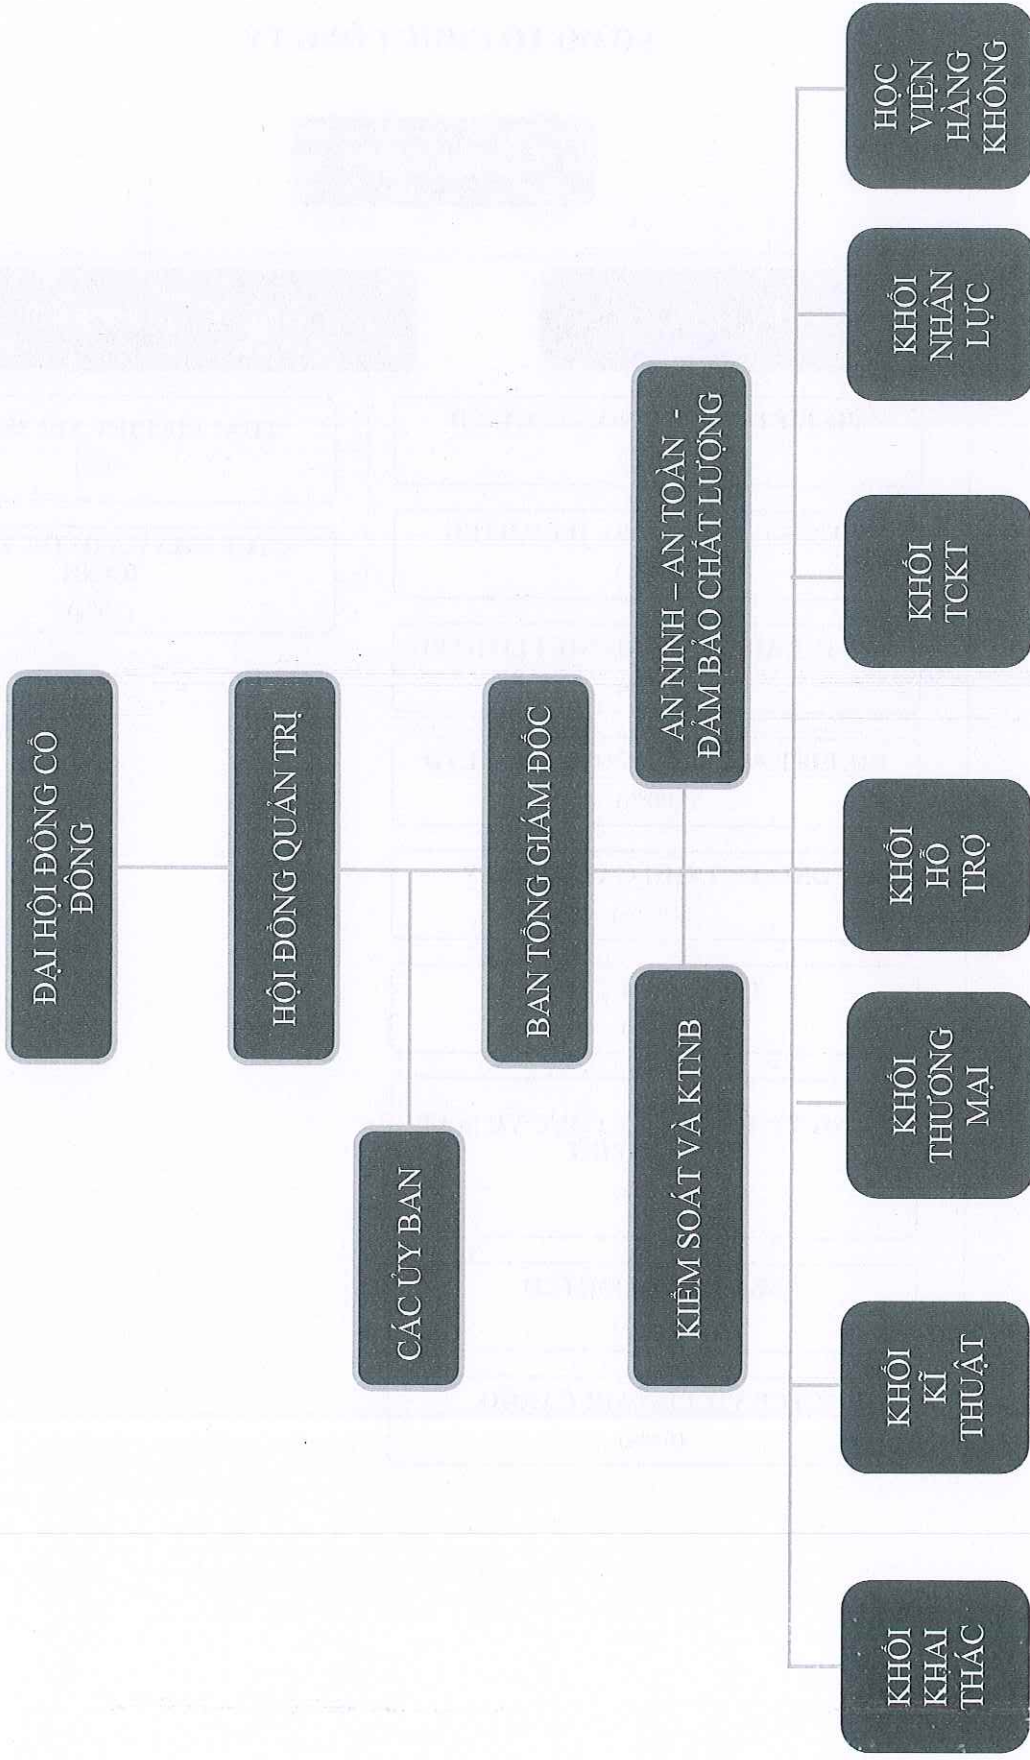 ĐẠI HỘI ĐỒNG CỔ
ĐÔNG
HỘI ĐỒNG QUẢN TRỊ
CÁC ỦY BAN
BAN TỔNG GIÁM ĐỐC
KIỂM SOÁT VÀ KTNB
AN NINH – AN TOÀN -
ĐẢM BẢO CHẤT LƯỢNG
KHỐI
KHAI
THÁC
KHỐI
KĨ
THUẬT
KHỐI
THƯƠNG
MẠI
KHỐI
HỖ
TRỢ
KHỐI
TCKT
KHỐI
NHÂN
LỰC
HỌC
VIỆN
HÀNG
KHÔNG